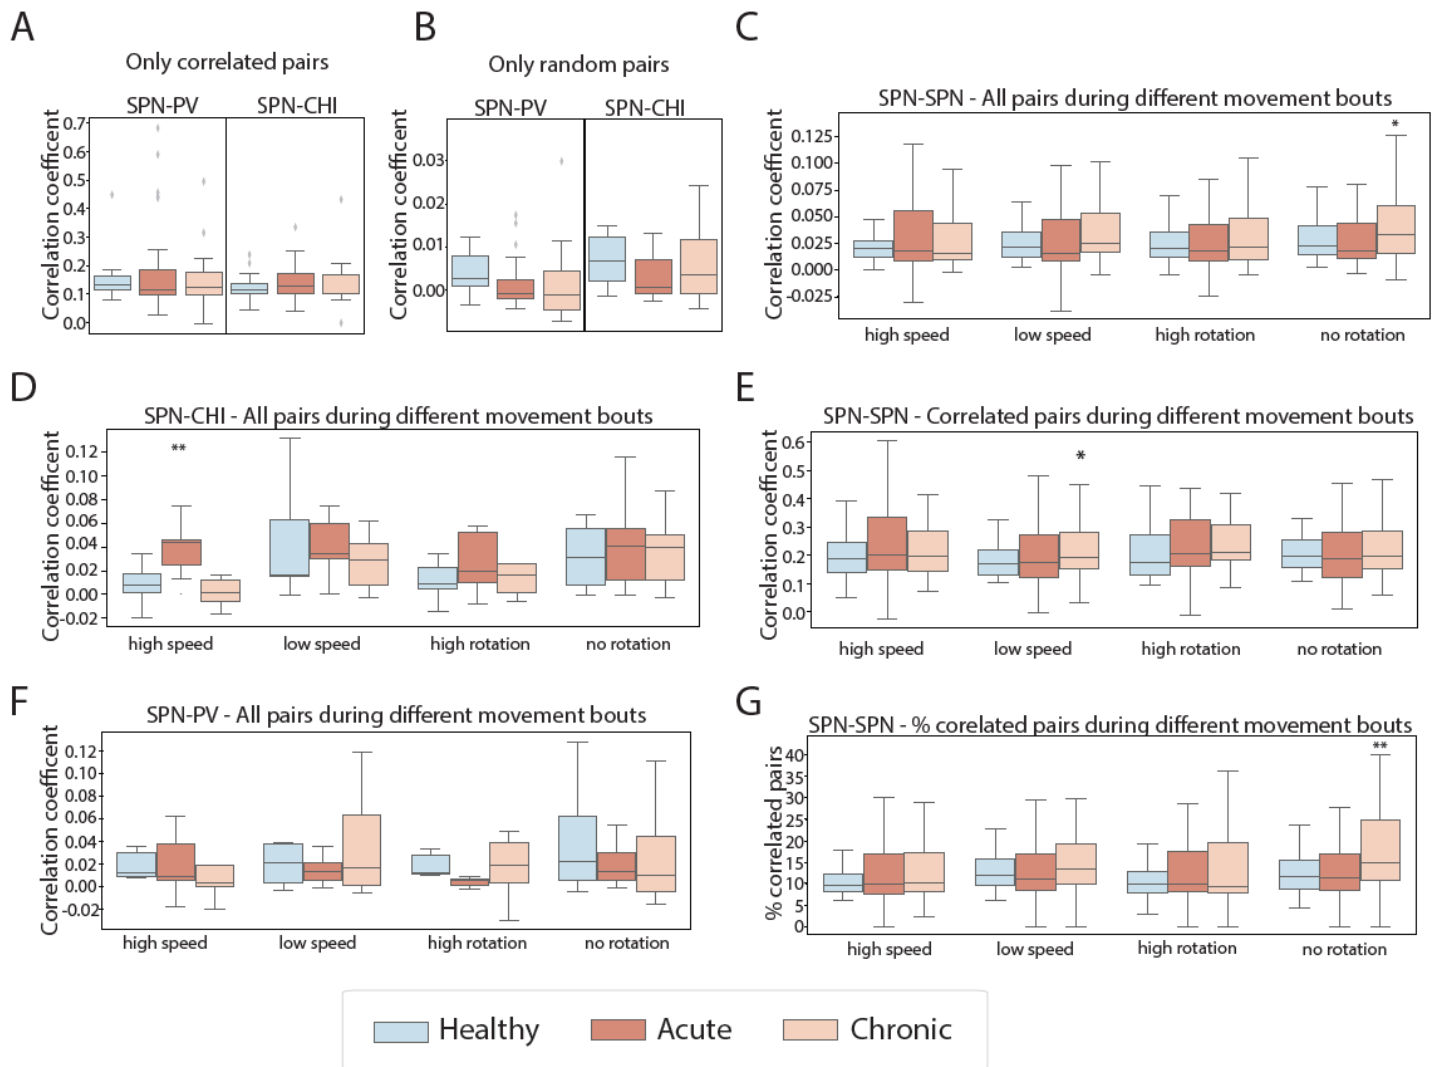 A
Only correlated pairs
SPN-PV SPN-CHI
Correlation coefficent
0.7
0.6
0.5
0.4
0.3
0.2
0.1
0.0
B
Only random pairs
SPN-PV SPN-CHI
Correlation coefficent
0.03
0.02
0.01
0.00
C
SPN-SPN - All pairs during different movement bouts
Correlation coefficent
0.125
0.100
0.075
0.050
0.025
0.000
-0.025
*
high speed low speed high rotation no rotation
D
SPN-CHI - All pairs during different movement bouts
Correlation coefficent
0.12
0.10
0.08
0.06
0.04
0.02
0.00
-0.02
**
high speed low speed high rotation no rotation
E
SPN-SPN - Correlated pairs during different movement bouts
Correlation coefficent
0.6
0.5
0.4
0.3
0.2
0.1
0.0
*
high speed low speed high rotation no rotation
F
SPN-PV - All pairs during different movement bouts
Correlation coefficent
0.12
0.10
0.08
0.06
0.04
0.02
0.00
-0.02
high speed low speed high rotation no rotation
G
SPN-SPN - % corelated pairs during different movement bouts
% correlated pairs
40
35
30
25
20
15
10
5
0
**
high speed low speed high rotation no rotation
Healthy Acute Chronic